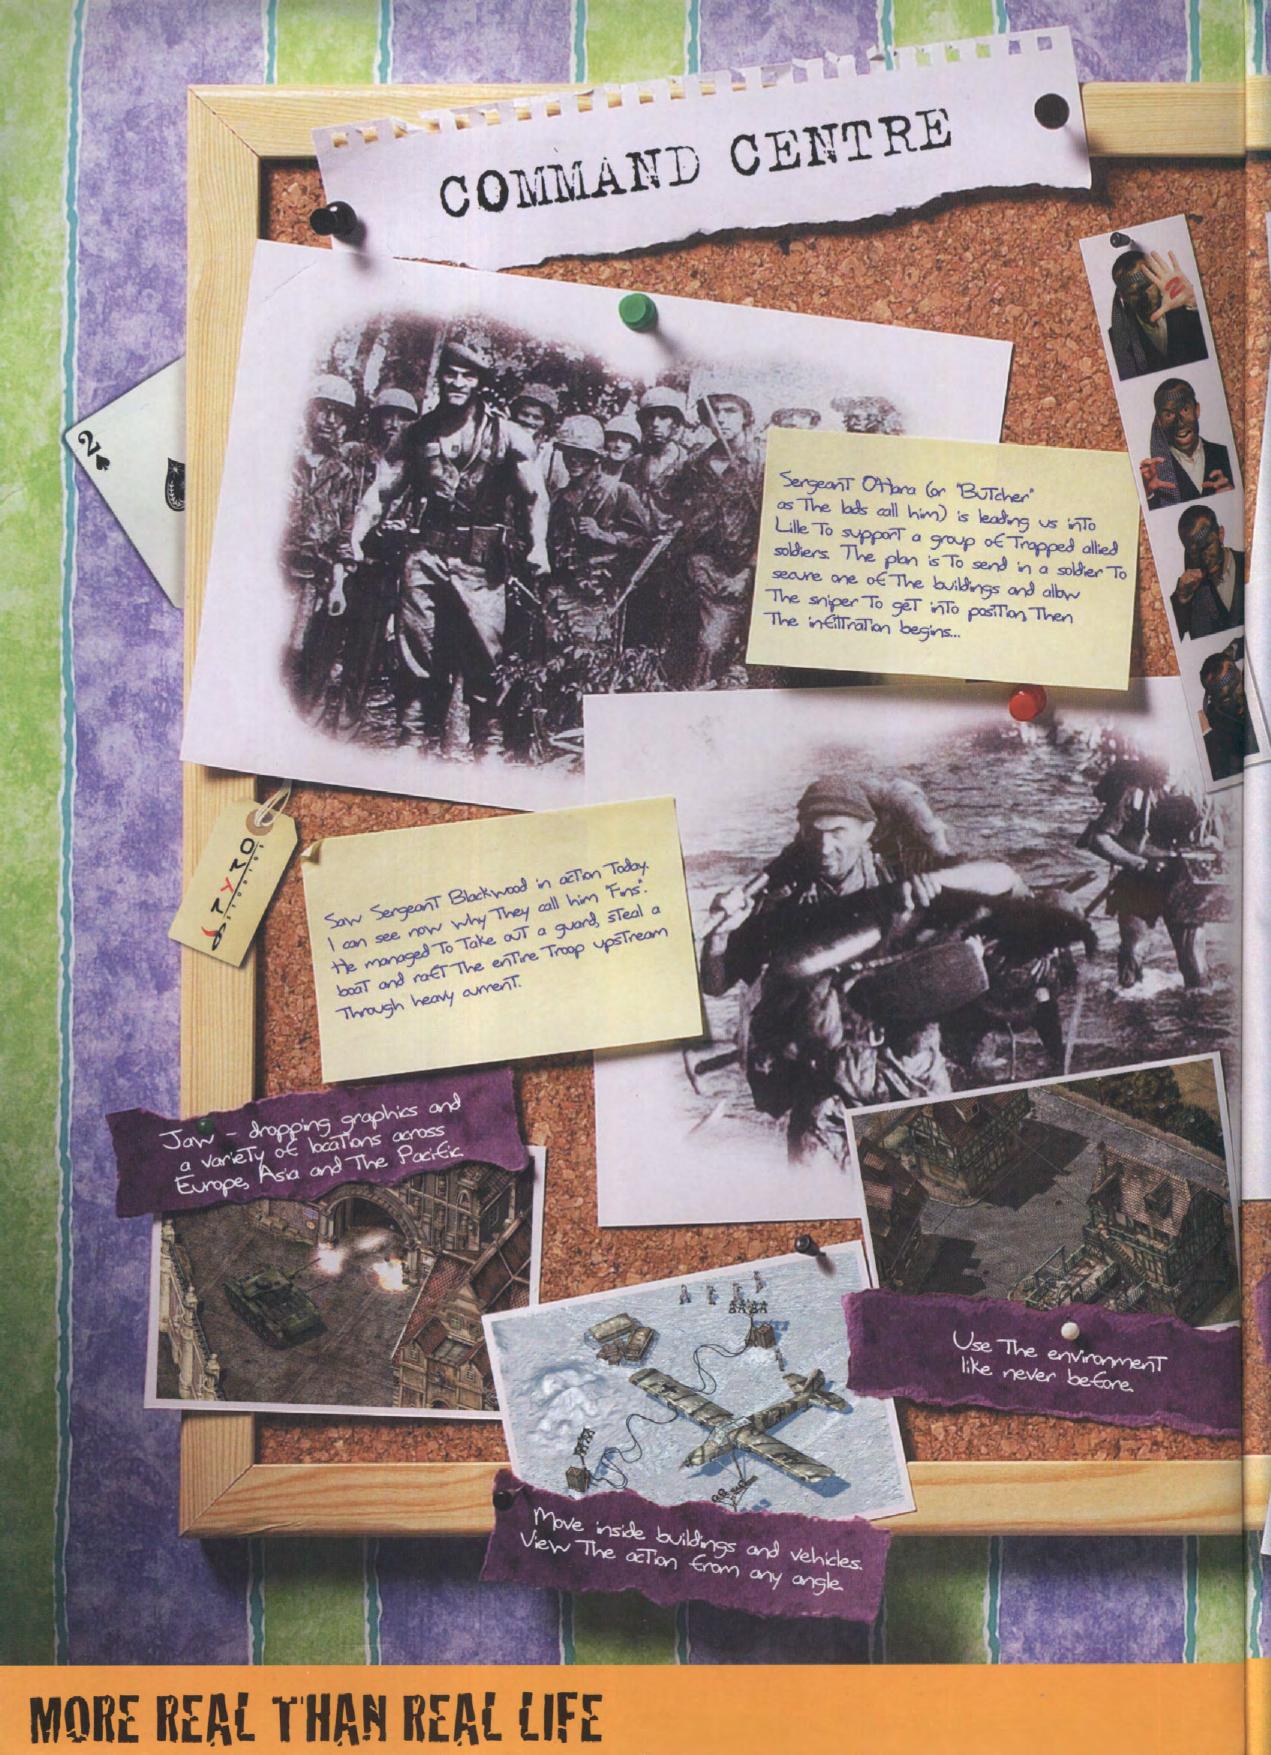 COMMAND CENTRE
2
2
Sergeant O'Hara (or "Butcher"
as the lads call him) is leading us into
Lille to support a group of trapped allied
soldiers. The plan is to send in a soldier to
secure one of the buildings and allow
the sniper to get into position. Then
the infiltration begins...
PYRO
STUDIOS
Saw Sergeant Blackwood in action today.
I can see now why they call him "Fins".
He managed to take out a guard, steal a
boat and raft the entire troop upstream
through heavy current.
Jaw - dropping graphics and
a variety of locations across
Europe, Asia and the Pacific.
Use the environment
like never before.
Move inside buildings and vehicles.
View the action from any angle.
MORE REAL THAN REAL LIFE